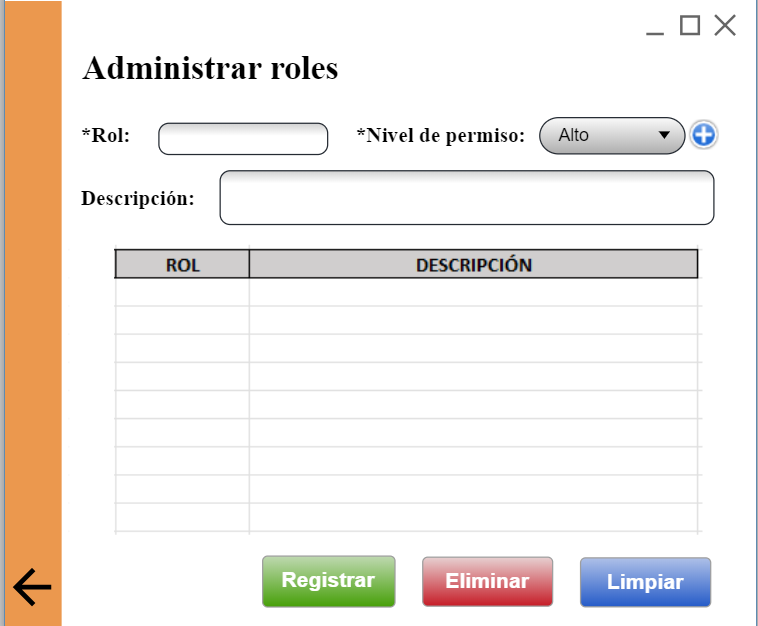 Administrar roles
*Rol: *Nivel de permiso: Alto
Descripción:
ROL DESCRIPCIÓN
Registrar Eliminar Limpiar